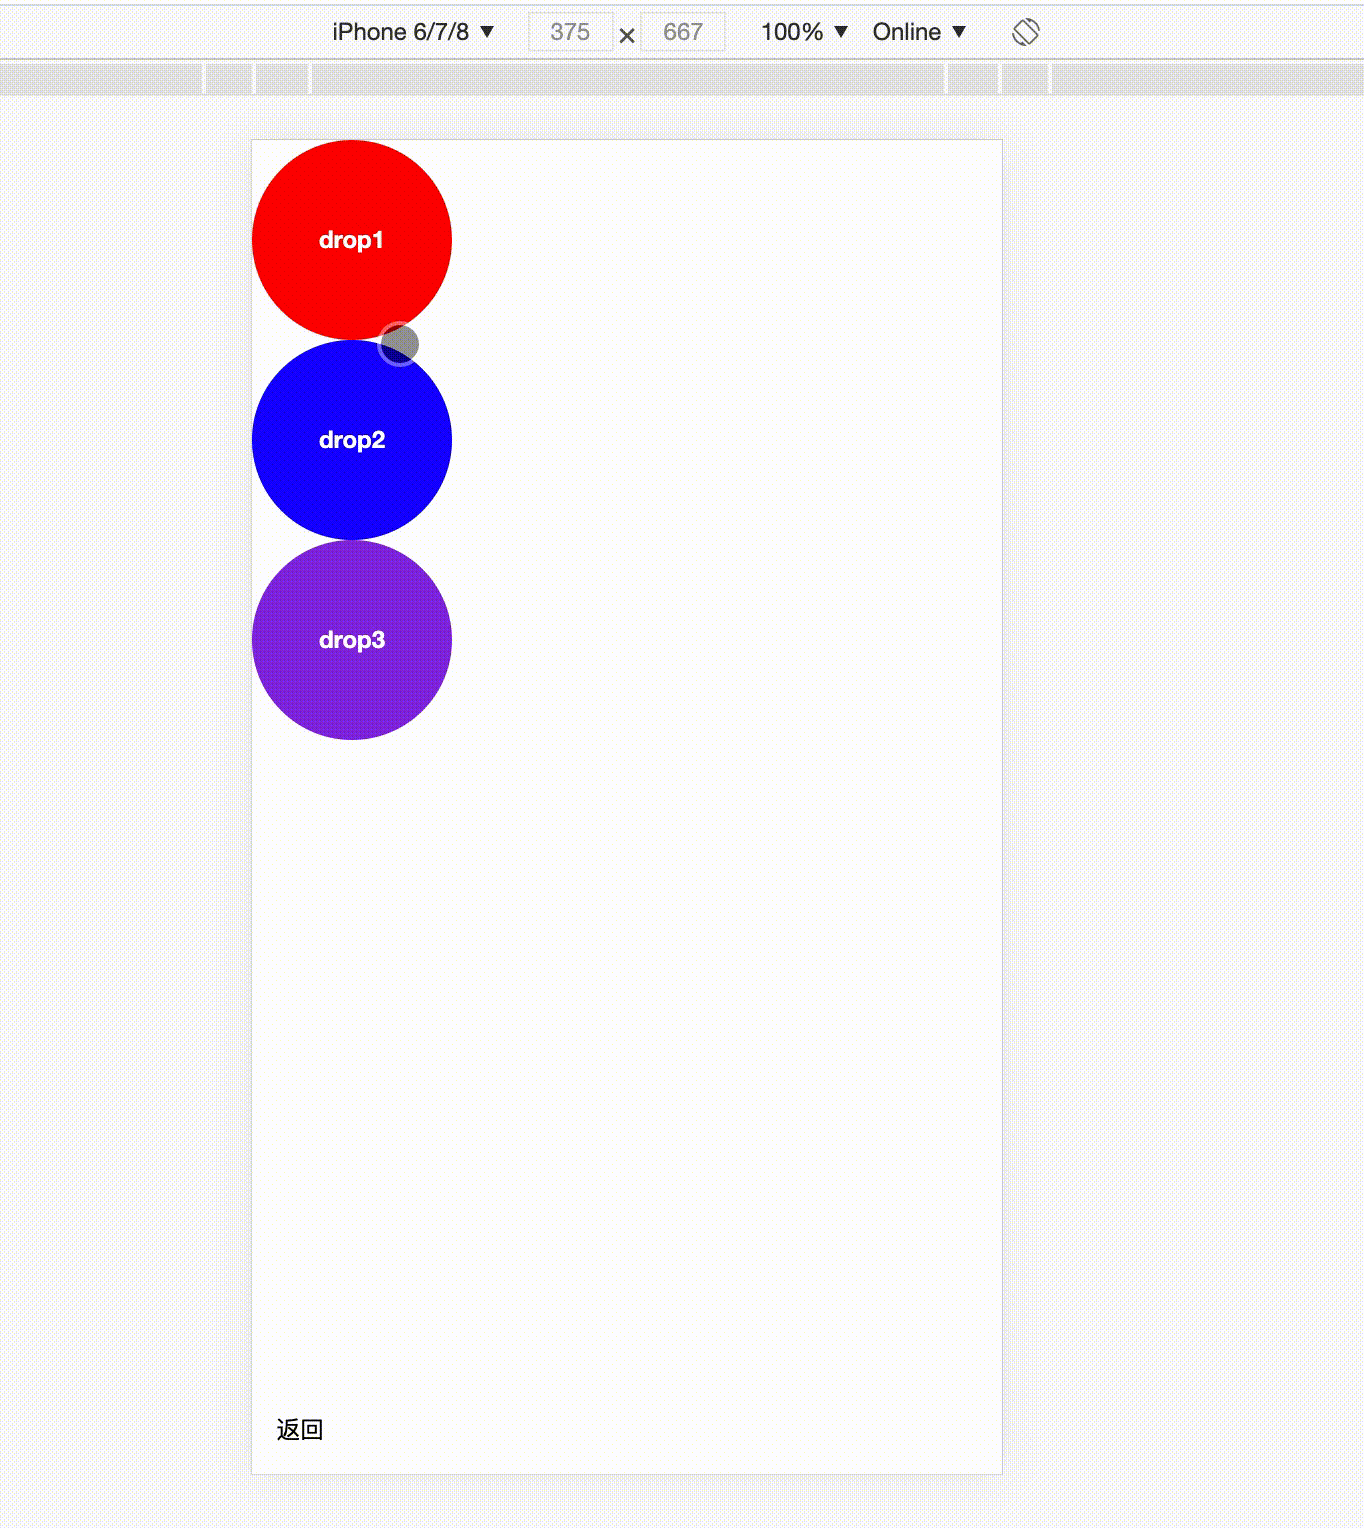 iPhone 6/7/8 ▼ 375 × 667 100% ▼ Online ▼
drop1
drop2
drop3
返回